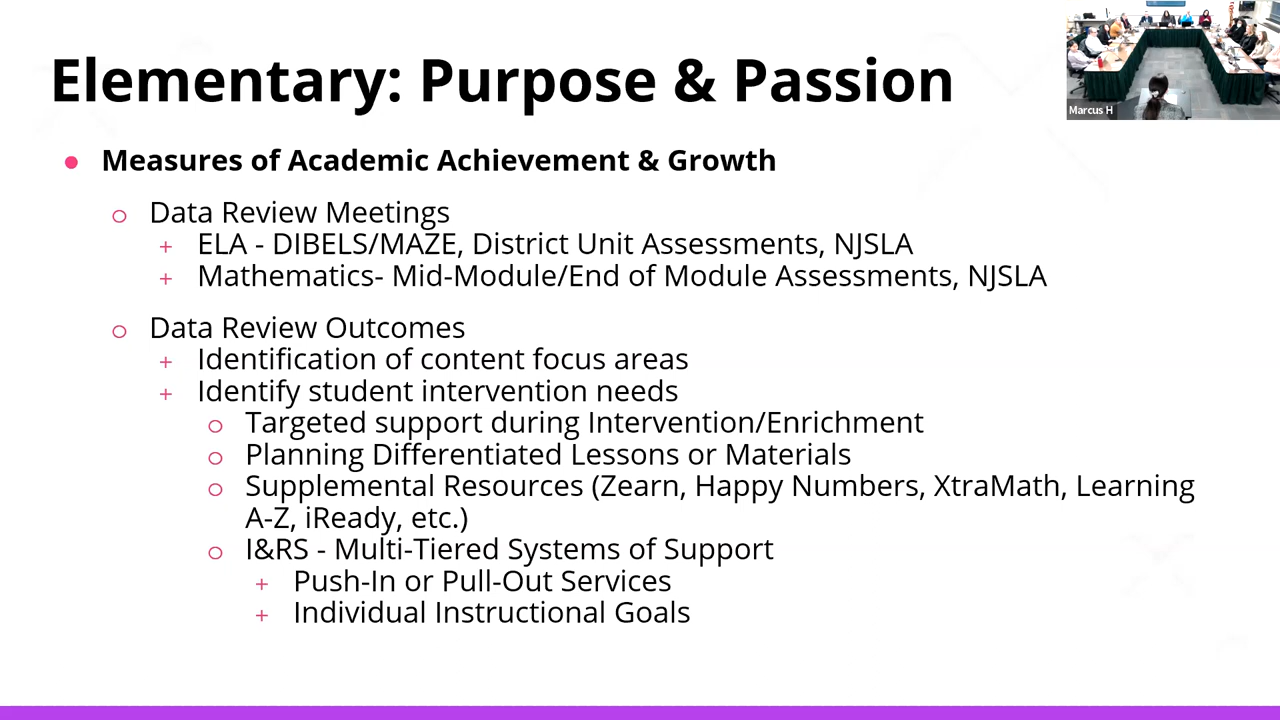 Elementary: Purpose & Passion
Marcus H
Measures of Academic Achievement & Growth
Data Review Meetings
ELA - DIBELS/MAZE, District Unit Assessments, NJSLA
Mathematics- Mid-Module/End of Module Assessments, NJSLA
Data Review Outcomes
Identification of content focus areas
Identify student intervention needs
Targeted support during Intervention/Enrichment
Planning Differentiated Lessons or Materials
Supplemental Resources (Zearn, Happy Numbers, XtraMath, Learning
A-Z, iReady, etc.)
I&RS - Multi-Tiered Systems of Support
Push-In or Pull-Out Services
Individual Instructional Goals